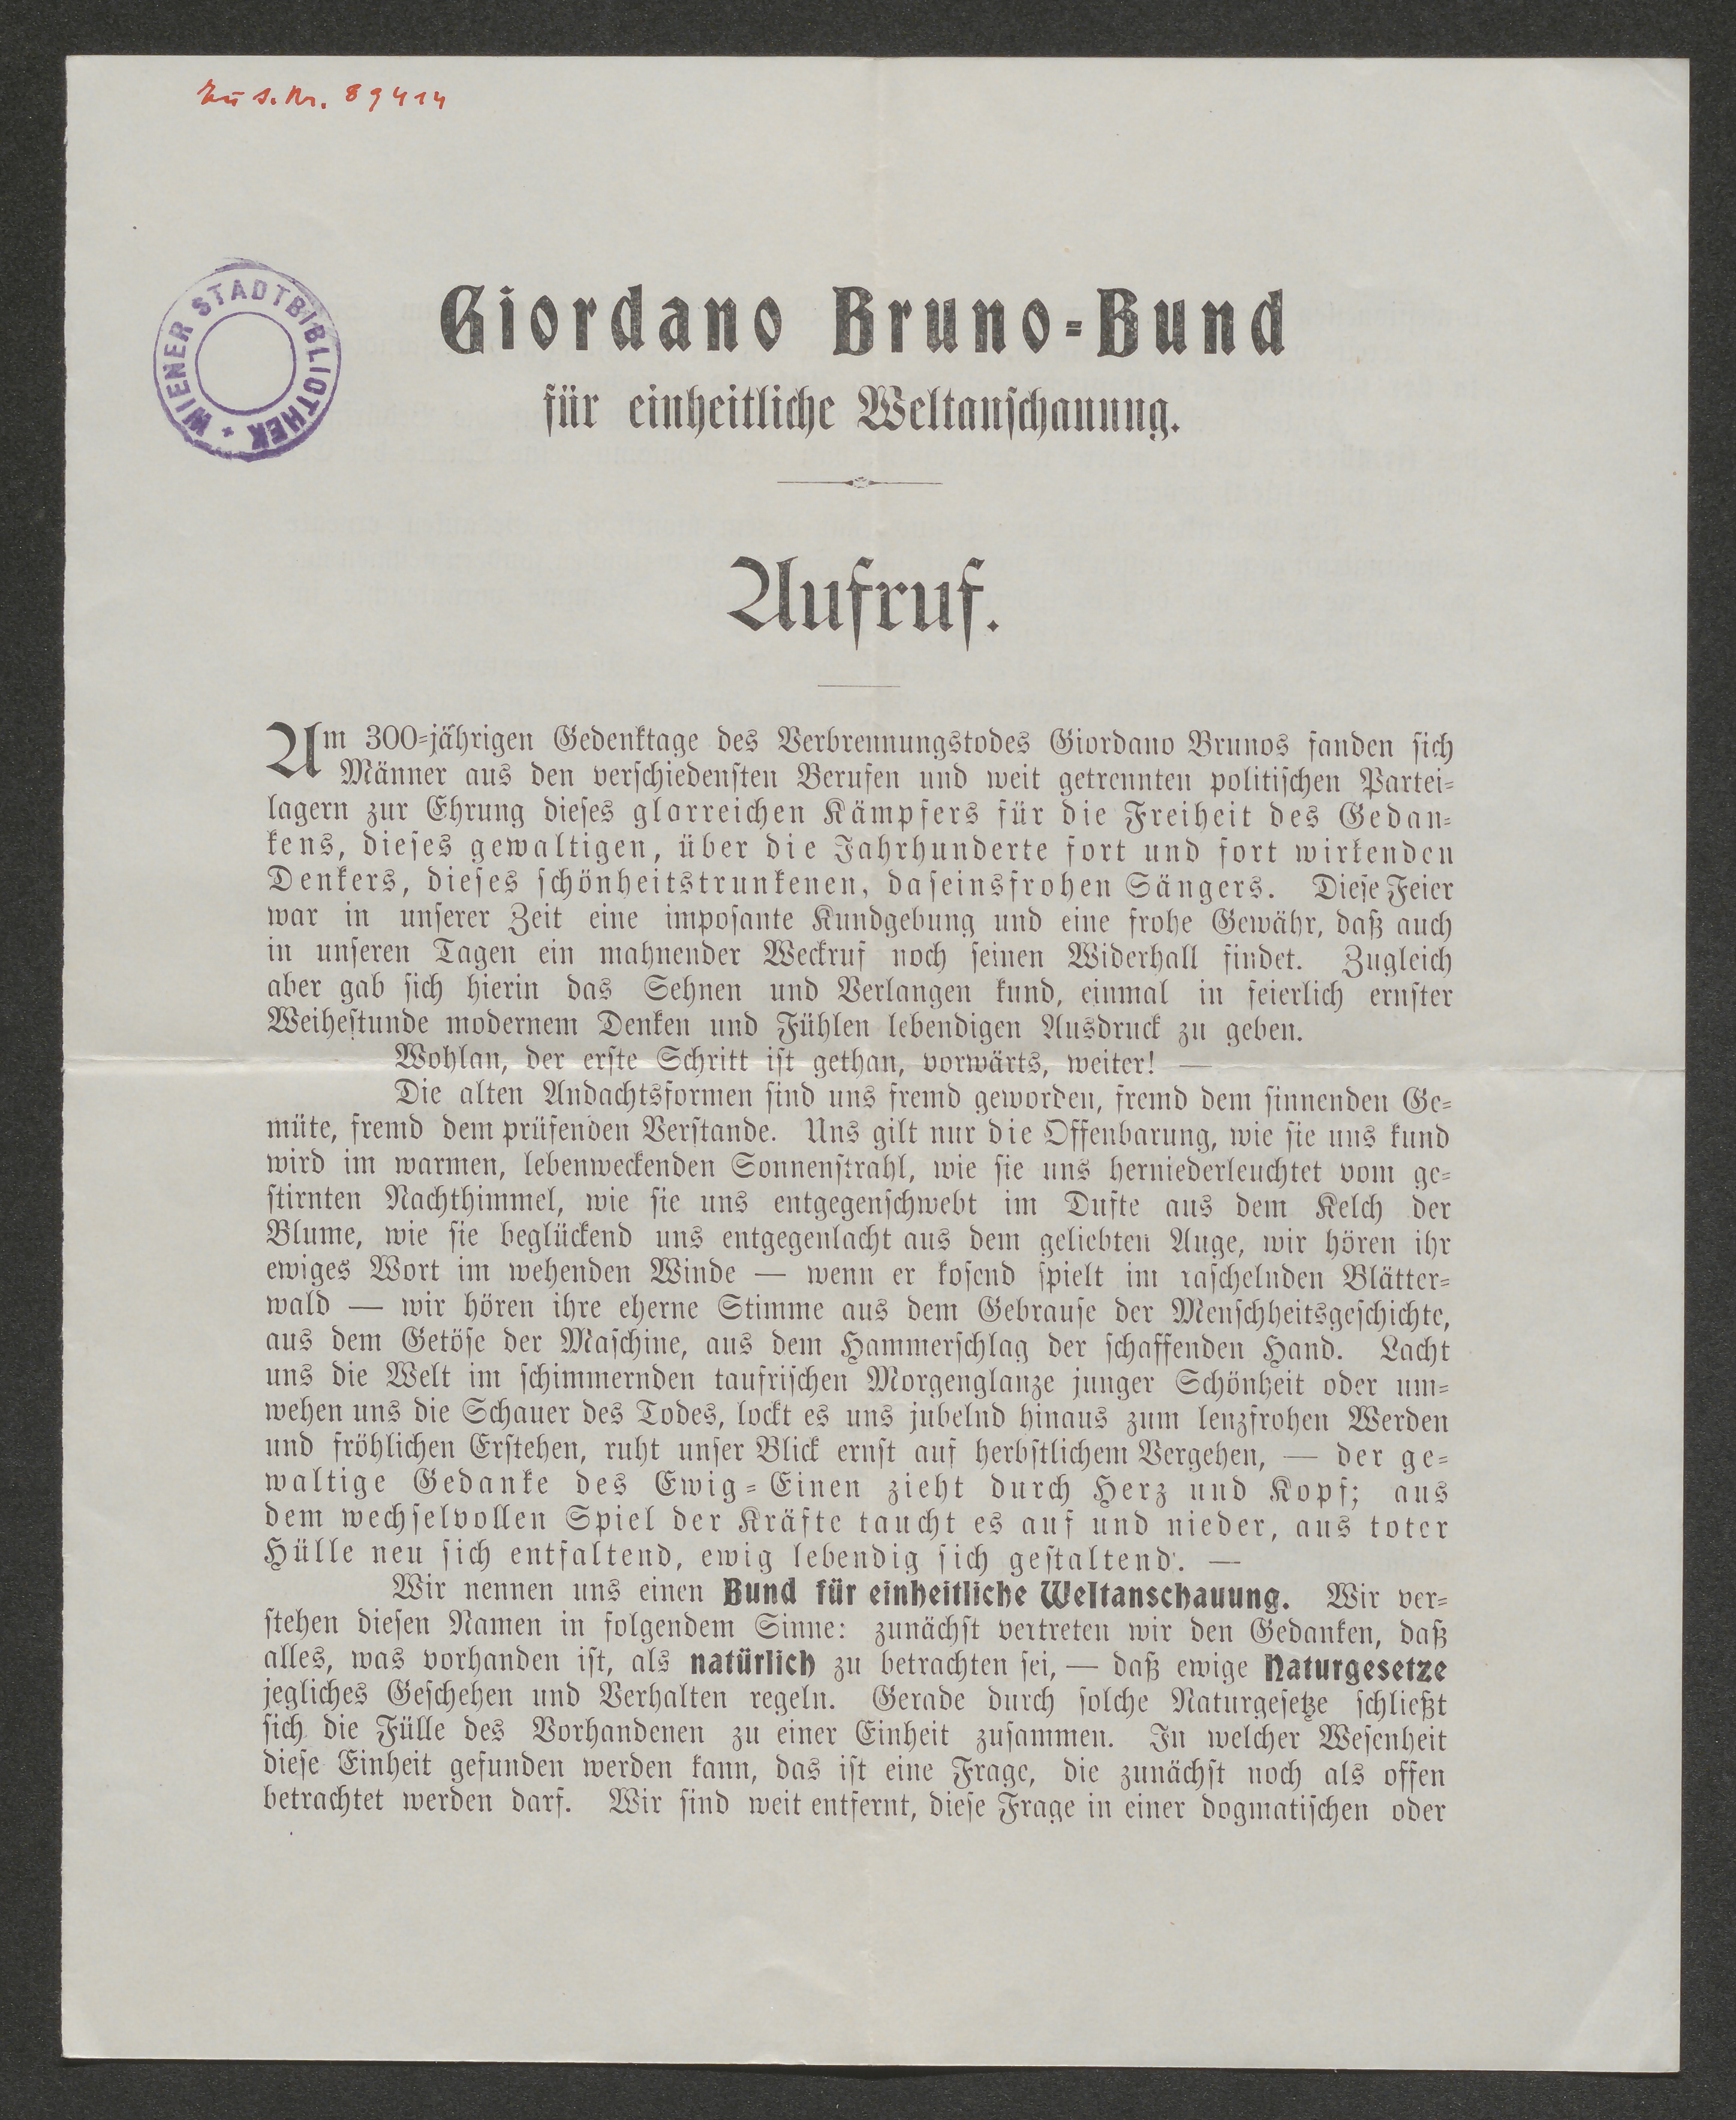 Zu s. Nr. 89414
WIENER STADTBIBLIOTHEK
Giordano Bruno-Bund
für einheitliche Weltanschauung.
Aufruf.
Am 300-jährigen Gedenktage des Verbrennungstodes Giordano Brunos fanden sich
Männer aus den verschiedensten Berufen und weit getrennten politischen Partei-
lagern zur Ehrung dieses glorreichen Kämpfers für die Freiheit des Gedan-
kens, dieses gewaltigen, über die Jahrhunderte fort und fort wirkenden
Denkers, dieses schönheitstrunkenen, daseinsfrohen Sängers. Diese Feier
war in unserer Zeit eine imposante Kundgebung und eine frohe Gewähr, daß auch
in unseren Tagen ein mahnender Weckruf noch seinen Widerhall findet. Zugleich
aber gab sich hierin das Sehnen und Verlangen kund, einmal in feierlich ernster
Weihestunde modernem Denken und Fühlen lebendigen Ausdruck zu geben.
Wohlan, der erste Schritt ist gethan, vorwärts, weiter! —
Die alten Andachtsformen sind uns fremd geworden, fremd dem sinnenden Ge-
müte, fremd dem prüfenden Verstande. Uns gilt nur die Offenbarung, wie sie uns kund
wird im warmen, lebenweckenden Sonnenstrahl, wie sie uns herniederleuchtet vom ge-
stirnten Nachthimmel, wie sie uns entgegenschwebt im Dufte aus dem Kelch der
Blume, wie sie beglückend uns entgegenlacht aus dem geliebten Auge, wir hören ihr
ewiges Wort im wehenden Winde — wenn er kosend spielt im raschelnden Blätter-
wald — wir hören ihre eherne Stimme aus dem Gebrause der Menschheitsgeschichte,
aus dem Getöse der Maschine, aus dem Hammerschlag der schaffenden Hand. Lacht
uns die Welt im schimmernden taufrischen Morgenglanze junger Schönheit oder um-
wehen uns die Schauer des Todes, lockt es uns jubelnd hinaus zum lenzfrohen Werden
und fröhlichen Erstehen, ruht unser Blick ernst auf herbstlichem Vergehen, — der ge-
waltige Gedanke des Ewig-Einen zieht durch Herz und Kopf; aus
dem wechselvollen Spiel der Kräfte taucht es auf und nieder, aus toter
Hülle neu sich entfaltend, ewig lebendig sich gestaltend. —
Wir nennen uns einen Bund für einheitliche Weltanschauung. Wir ver-
stehen diesen Namen in folgendem Sinne: zunächst vertreten wir den Gedanken, daß
alles, was vorhanden ist, als natürlich zu betrachten sei, — daß ewige Naturgesetze
jegliches Geschehen und Verhalten regeln. Gerade durch solche Naturgesetze schließt
sich die Fülle des Vorhandenen zu einer Einheit zusammen. In welcher Wesenheit
diese Einheit gefunden werden kann, das ist eine Frage, die zunächst noch als offen
betrachtet werden darf. Wir sind weit entfernt, diese Frage in einer dogmatischen oder